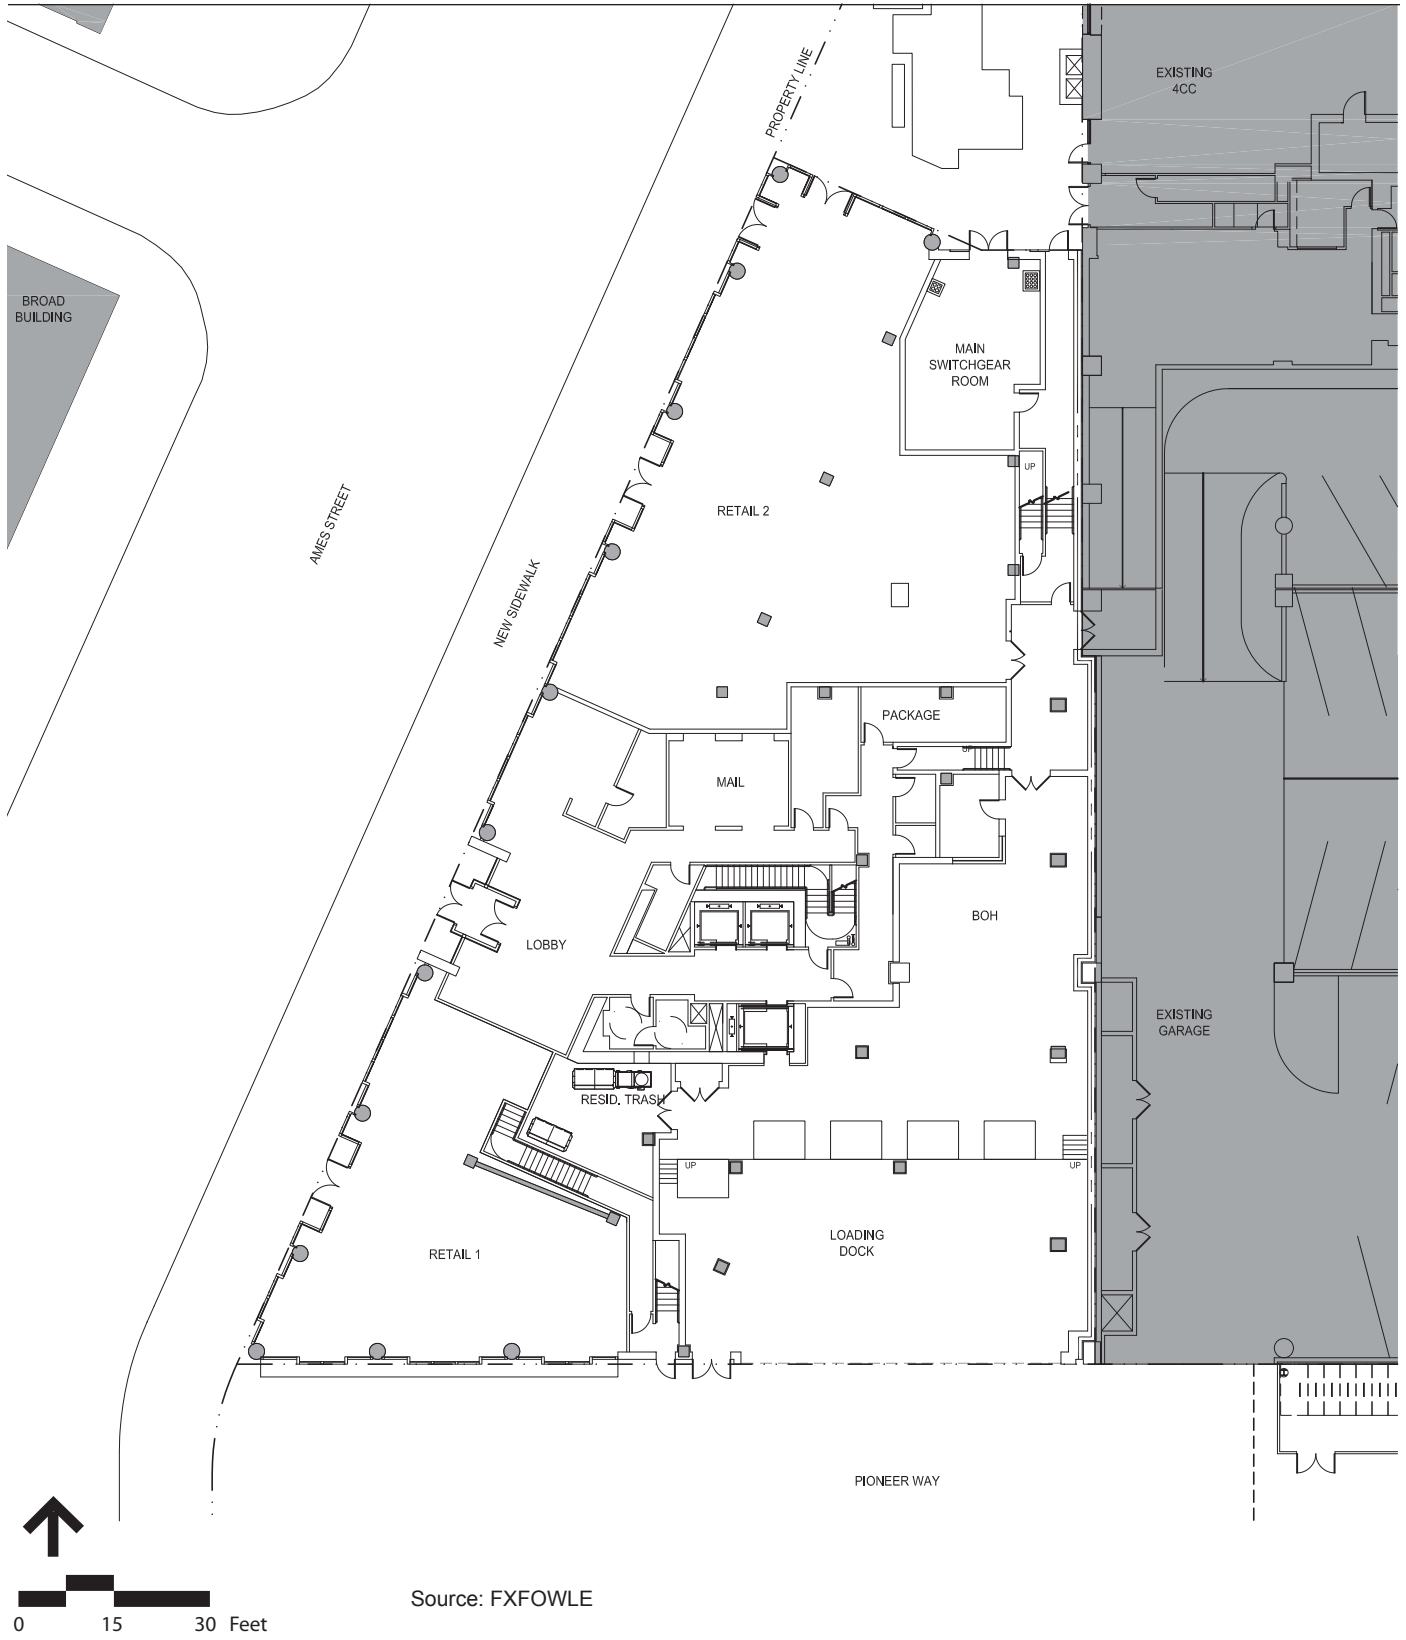 PROPERTY LINE
EXISTING
4CC
BROAD
BUILDING
MAIN
SWITCHGEAR
ROOM
UP
AMES STREET
RETAIL 2
NEW SIDEWALK
PACKAGE
UP
MAIL
BOH
LOBBY
EXISTING
GARAGE
RESID. TRASH
UP
UP
LOADING
DOCK
RETAIL 1
PIONEER WAY
Source: FXFOWLE
0 15 30 Feet